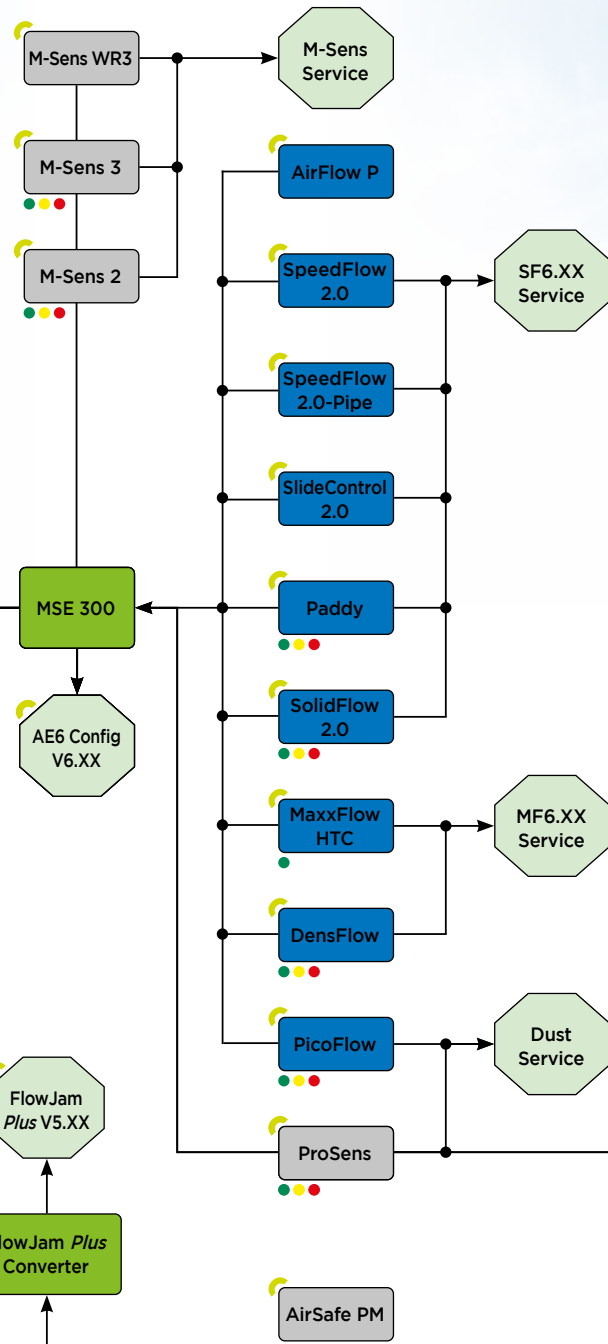 M-Sens WR3
M-Sens
Service
M-Sens 3
AirFlow P
M-Sens 2
SpeedFlow
2.0
SF6.XX
Service
SpeedFlow
2.0-Pipe
SlideControl
2.0
MSE 300
Paddy
AE6 Config
V6.XX
SolidFlow
2.0
MaxxFlow
HTC
MF6.XX
Service
DensFlow
PicoFlow
Dust
Service
FlowJam
Plus V5.XX
ProSens
lowJam Plus
Converter
AirSafe PM